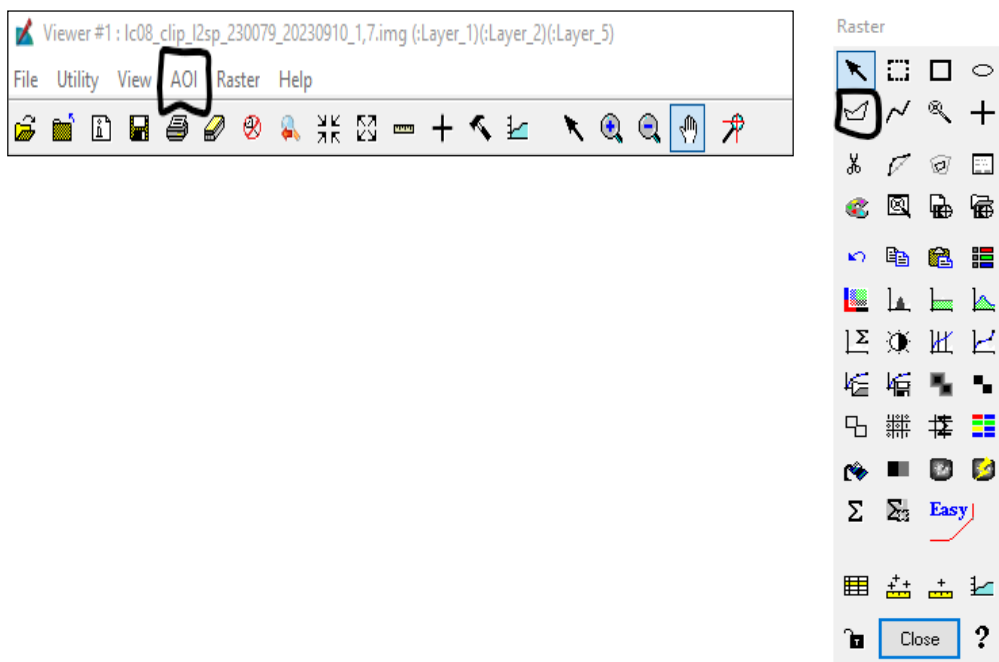 Viewer #1 : lc08_clip_l2sp_230079_20230910_1,7.img (:Layer_1)(:Layer_2)(:Layer_5)
File Utility View AOI Raster Help
Raster
Σ
Σ
Easy
Close ?